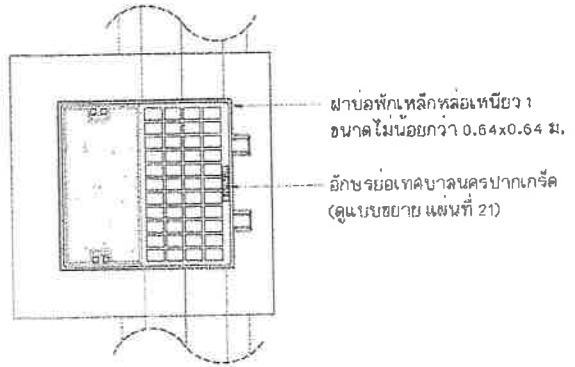 ฝาบ่อพักเหล็กหล่อเหนียว 1
ขนาดไม่น้อยกว่า 0.64x0.64 ม.
อักษรย่อเทศบาลนครปากเกร็ด
(ดูแบบขยาย แผ่นที่ 21)